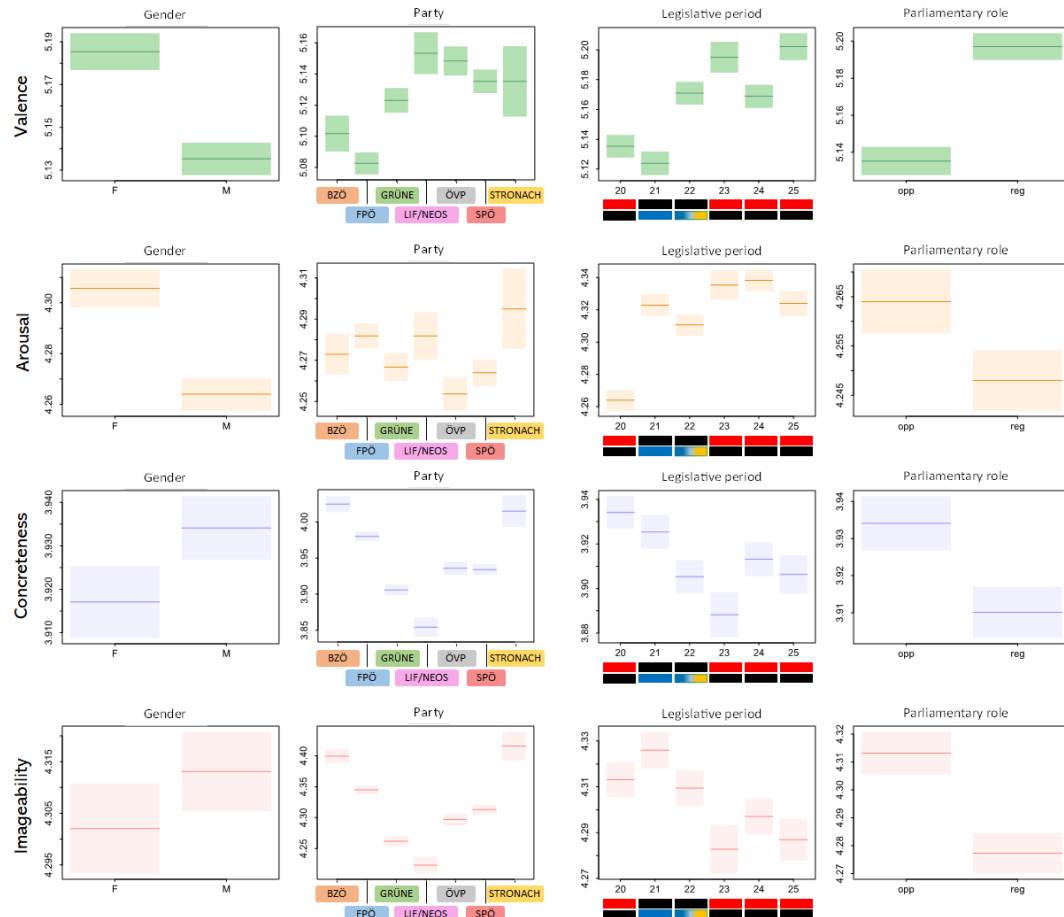 Gender Party Legislative period Parliamentary role
Valence
5.13 5.14 5.15 5.17 5.19
F M
5.08 5.10 5.12 5.14 5.16
BZÖ GRÜNE ÖVP STRONACH
FPÖ LIF/NEOS SPÖ
5.12 5.14 5.16 5.18 5.20
20 21 22 23 24 25
5.14 5.16 5.18 5.20
opp reg
Gender Party Legislative period Parliamentary role
Arousal
4.26 4.28 4.30
F M
4.25 4.27 4.29 4.31
BZÖ GRÜNE ÖVP STRONACH
FPÖ LIF/NEOS SPÖ
4.26 4.28 4.30 4.32 4.34
20 21 22 23 24 25
4.245 4.255 4.265
opp reg
Gender Party Legislative period Parliamentary role
Concreteness
3.910 3.920 3.930 3.940
F M
3.85 3.90 3.95 4.00
BZÖ GRÜNE ÖVP STRONACH
FPÖ LIF/NEOS SPÖ
3.88 3.90 3.92 3.94
20 21 22 23 24 25
3.91 3.92 3.93 3.94
opp reg
Gender Party Legislative period Parliamentary role
Imageability
4.295 4.305 4.315
F M
4.25 4.30 4.35 4.40
BZÖ GRÜNE ÖVP STRONACH
FPÖ LIF/NEOS SPÖ
4.27 4.29 4.31 4.33
20 21 22 23 24 25
4.27 4.28 4.29 4.30 4.31 4.32
opp reg